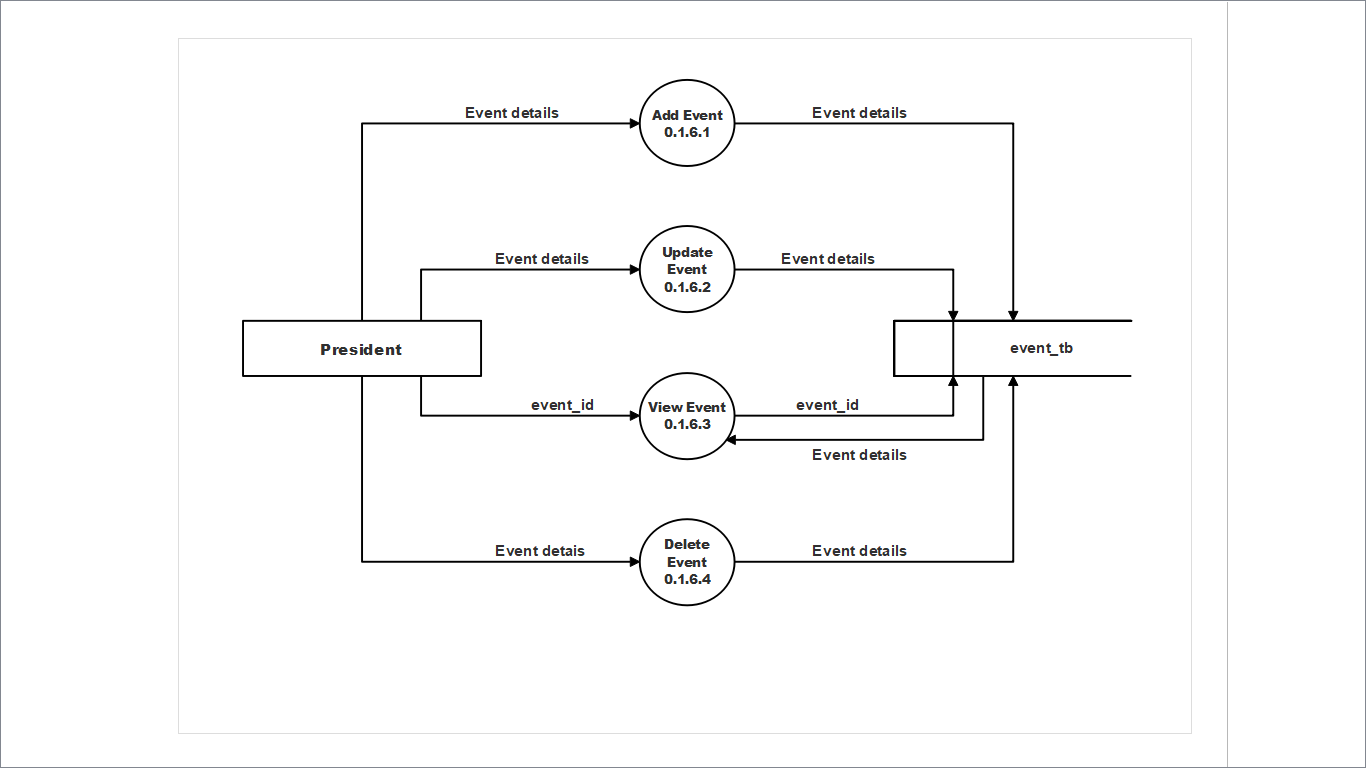 Event details
Add Event
0.1.6.1
Event details
Event details
Update
Event
0.1.6.2
Event details
President
event_tb
event_id
View Event
0.1.6.3
event_id
Event details
Event detais
Delete
Event
0.1.6.4
Event details